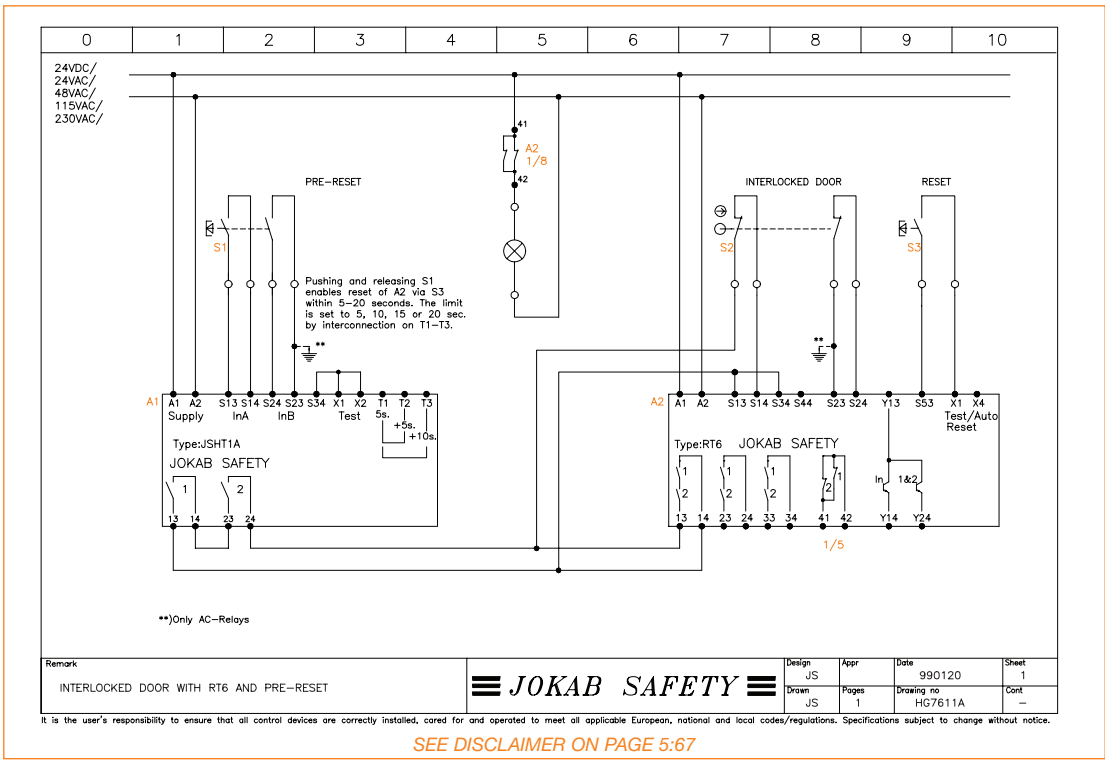 0 1 2 3 4 5 6 7 8 9 10
24VDC/
24VAC/
48VAC/
115VAC/
230VAC/
41
A2
1/8
42
PRE-RESET
INTERLOCKED DOOR
RESET
S1
S2
S3
Pushing and releasing S1
enables reset of A2 via S3
within 5-20 seconds. The limit
is set to 5, 10, 15 or 20 sec.
by interconnection on T1-T3.
**
**
A1
A1 A2 S13 S14 S24 S23 S34 X1 X2 T1 T2 T3
Supply InA InB Test 5s.
+5s.
+10s.
Type:JSHT1A
JOKAB SAFETY
1 2
13 14 23 24
A2
A1 A2 S13 S14 S34 S44 S23 S24 Y13 S53 X1 X4
Test/Auto
Reset
Type:RT6 JOKAB SAFETY
1 1 1 1
2 2 2 2
In 1&2
13 14 23 24 33 34 41 42 Y14 Y24
1/5
**)Only AC-Relays
Remark
INTERLOCKED DOOR WITH RT6 AND PRE-RESET
JOKAB SAFETY
Design Appr Date Sheet
JS 990120 1
Drawn Pages Drawing no Cont
JS 1 HG7611A -
It is the user's responsibility to ensure that all control devices are correctly installed, cared for and operated to meet all applicable European, national and local codes/regulations. Specifications subject to change without notice.
SEE DISCLAIMER ON PAGE 5:67